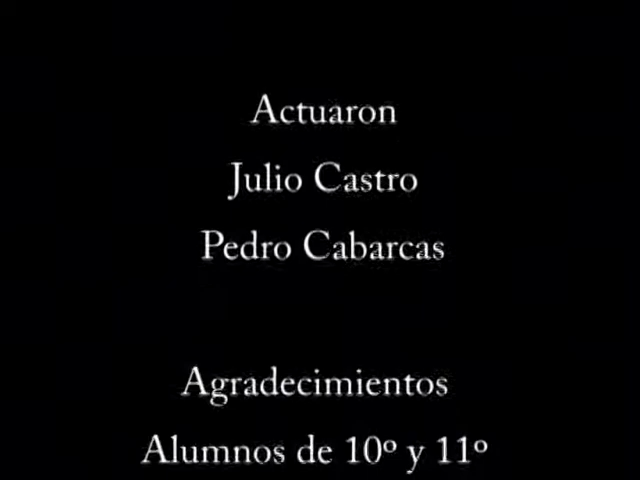 Actuaron
Julio Castro
Pedro Cabarcas
Agradecimientos
Alumnos de 10º y 11º